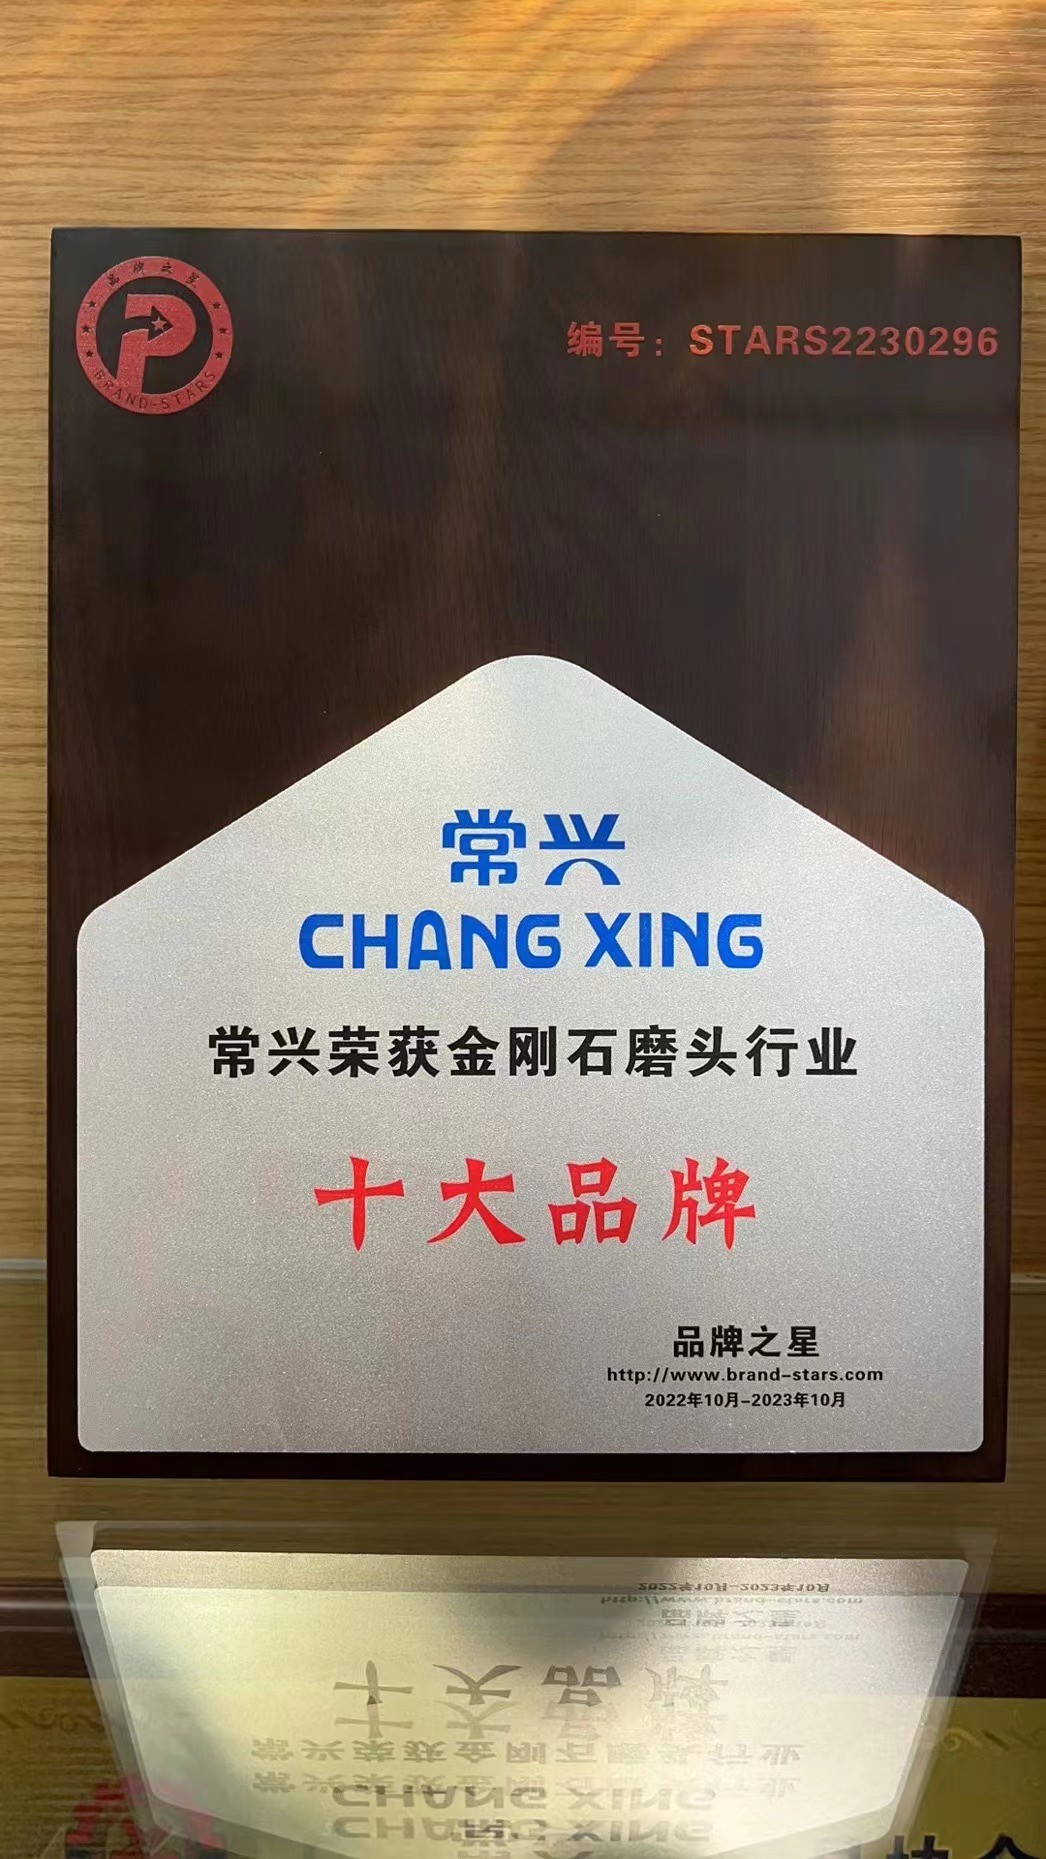 品牌之星
BRAND-STARS
编号：STARS2230296
常兴
CHANG XING
常兴荣获金刚石磨头行业
十大品牌
品牌之星
http://www.brand-stars.com
2022年10月-2023年10月